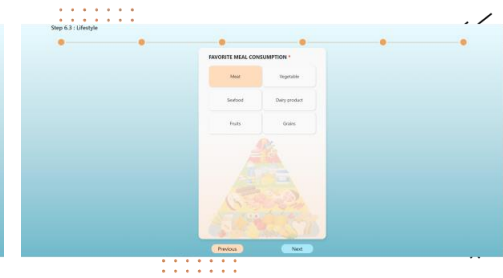 Step 6.3 : Lifestyle
FAVORITE MEAL CONSUMPTION *
Meat Vegetable
Seafood Dairy product
Fruits Grains
Previous Next